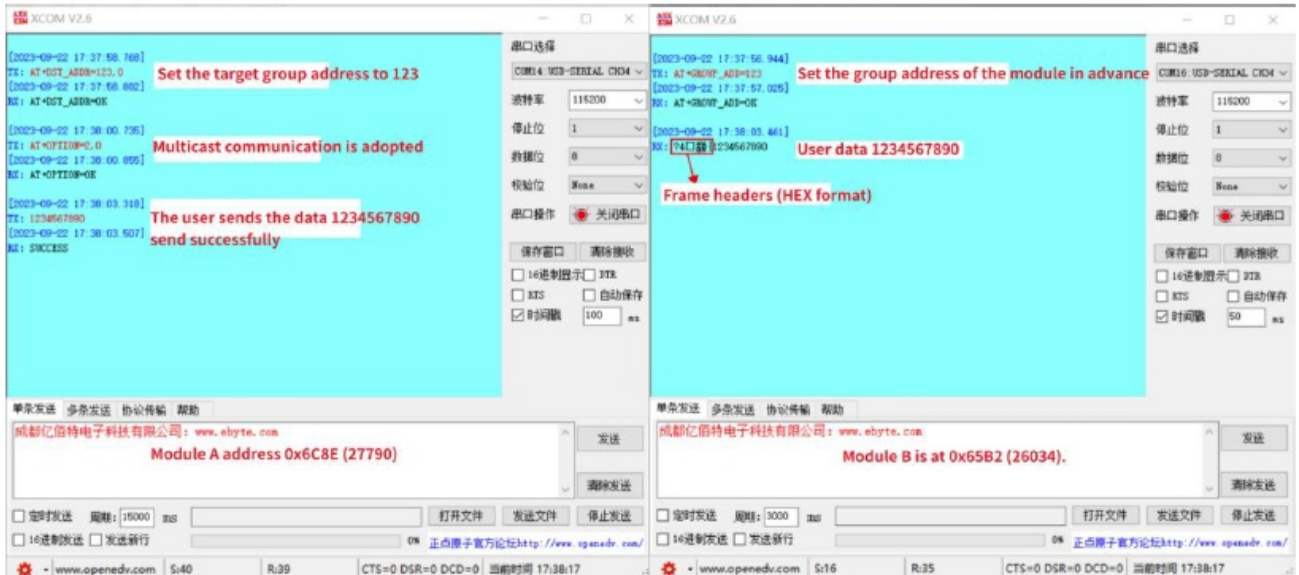 XCOM V2.6
[2023-09-22 17:37:58.768]
TX: AT+DST_ADDR=123,0
Set the target group address to 123
[2023-09-22 17:37:58.882]
RX: AT+DST_ADDR=OK
[2023-09-22 17:38:00.735]
TX: AT+OPTION=2,0
Multicast communication is adopted
[2023-09-22 17:38:00.855]
RX: AT+OPTION=OK
[2023-09-22 17:38:03.318]
TX: 1234567890
The user sends the data 1234567890
[2023-09-22 17:38:03.507]
send successfully
RX: SUCCESS
串口选择
COM14:USB-SERIAL CH34
波特率 115200
停止位 1
数据位 8
校验位 None
串口操作 关闭串口
保存窗口 清除接收
16进制显示 DTR
RTS 自动保存
时间戳 100 ms
单条发送 多条发送 协议传输 帮助
成都亿佰特电子科技有限公司: www.ebyte.com
Module A address 0x6C8E (27790)
发送
清除发送
定时发送 周期: 15000 ms 打开文件 发送文件 停止发送
16进制发送 发送新行 0% 正点原子官方论坛http://www.openedv.com/
www.openedv.com S:40 R:39 CTS=0 DSR=0 DCD=0 当前时间 17:38:17
XCOM V2.6
[2023-09-22 17:37:56.944]
TX: AT+GROUP_ADD=123
Set the group address of the module in advance
[2023-09-22 17:37:57.025]
RX: AT+GROUP_ADD=OK
[2023-09-22 17:38:03.461]
RX: 1234567890
User data 1234567890
Frame headers (HEX format)
串口选择
COM16:USB-SERIAL CH34
波特率 115200
停止位 1
数据位 8
校验位 None
串口操作 关闭串口
保存窗口 清除接收
16进制显示 DTR
RTS 自动保存
时间戳 50 ms
单条发送 多条发送 协议传输 帮助
成都亿佰特电子科技有限公司: www.ebyte.com
Module B is at 0x65B2 (26034).
发送
清除发送
定时发送 周期: 3000 ms 打开文件 发送文件 停止发送
16进制发送 发送新行 0% 正点原子官方论坛http://www.openedv.com/
www.openedv.com S:16 R:35 CTS=0 DSR=0 DCD=0 当前时间 17:38:17